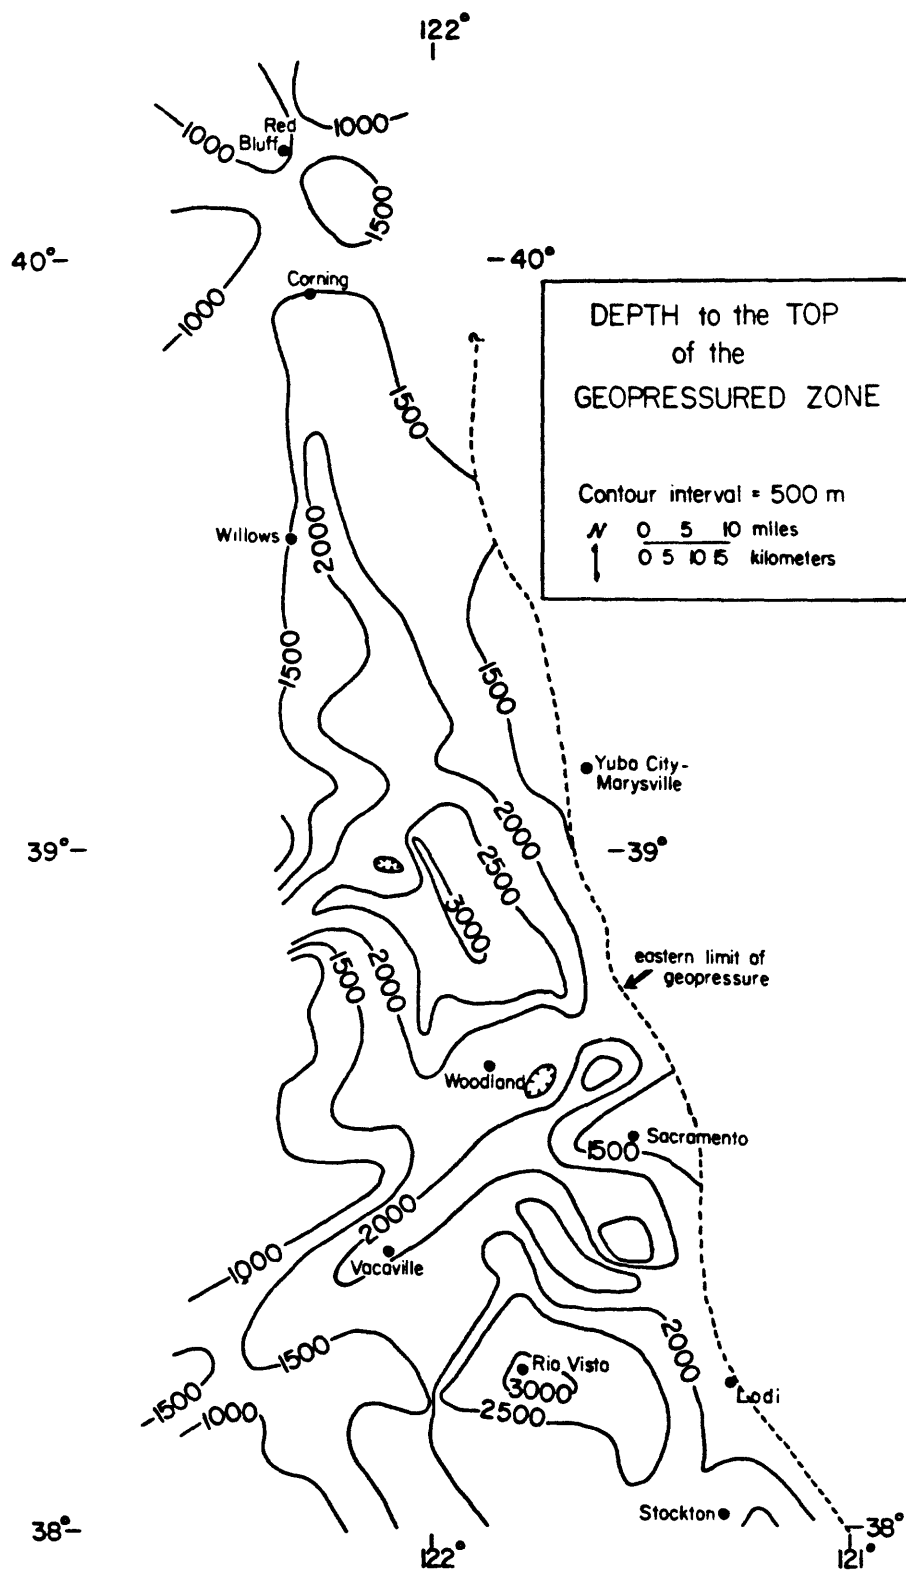 122°
Red
Bluff
1000
1000
1500
40°
40°
1000
Corning
DEPTH to the TOP
of the
GEOPRESSURED ZONE
Contour interval = 500 m
N 0 5 10 miles
0 5 10 15 kilometers
?
1500
Willows
2000
1500
1500
Yuba City-
Marysville
2000
39°
39°
2500
3000
eastern limit of
geopressure
1500
2000
Woodland
Sacramento
1500
2000
Vacaville
1000
1500
2000
Rio Vista
3000
2500
Lodi
1500
1000
Stockton
38°
38°
122°
121°